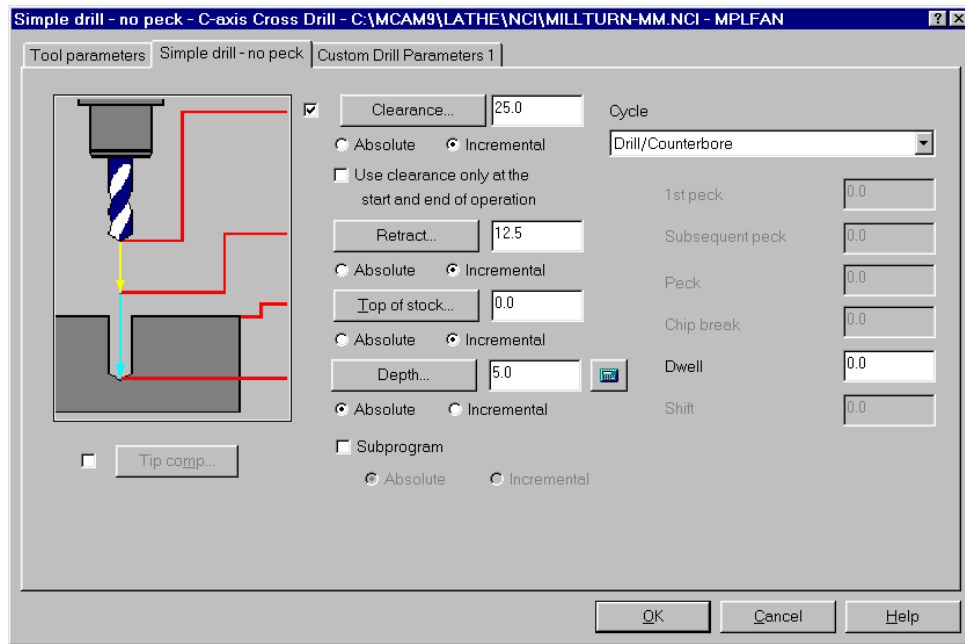 Simple drill - no peck - C-axis Cross Drill - C:\MCAM9\LATHE\NCI\MILLTURN-MM.NCI - MPLFAN
Tool parameters Simple drill - no peck Custom Drill Parameters 1
Clearance... 25.0
Absolute Incremental
Use clearance only at the
start and end of operation
Retract... 12.5
Absolute Incremental
Top of stock... 0.0
Absolute Incremental
Depth... 5.0
Absolute Incremental
Subprogram
Absolute Incremental
Tip comp...
Cycle
Drill/Counterbore
1st peck 0.0
Subsequent peck 0.0
Peck 0.0
Chip break 0.0
Dwell 0.0
Shift 0.0
OK Cancel Help